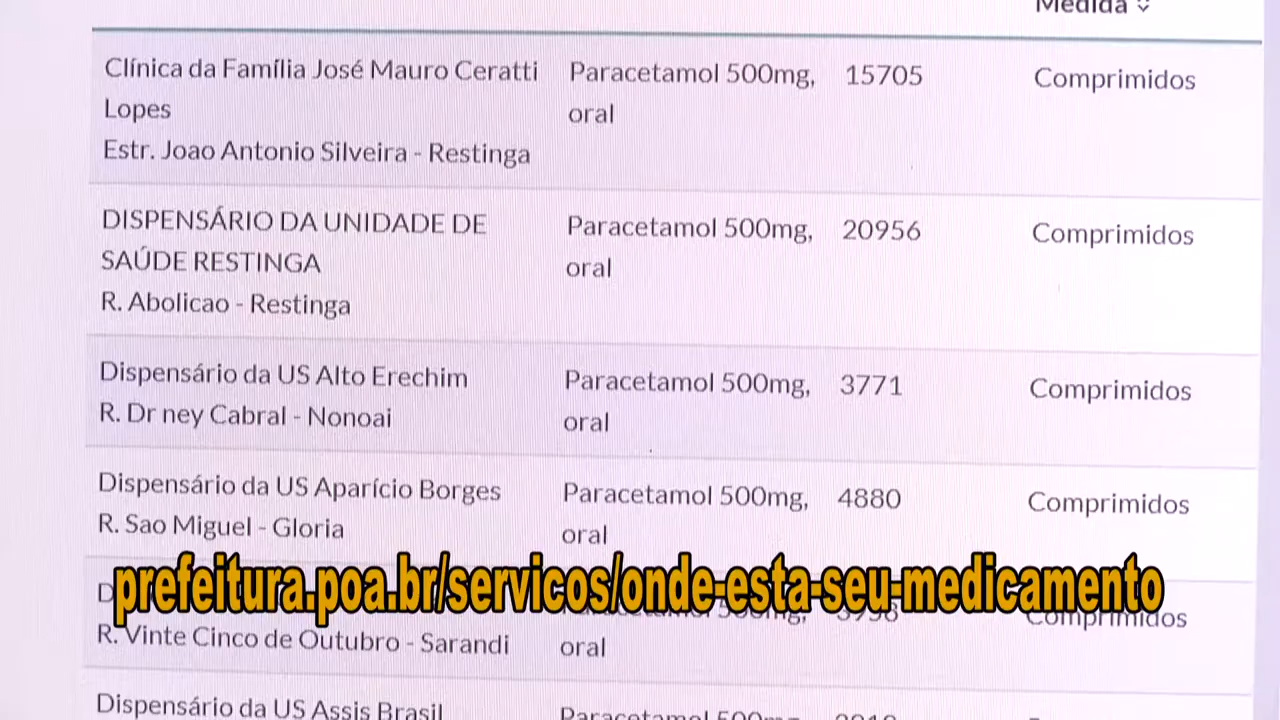 Medida
Clínica da Família José Mauro Ceratti Paracetamol 500mg, 15705 Comprimidos
Lopes oral
Estr. Joao Antonio Silveira - Restinga
DISPENSÁRIO DA UNIDADE DE Paracetamol 500mg, 20956 Comprimidos
SAÚDE RESTINGA oral
R. Abolicao - Restinga
Dispensário da US Alto Erechim Paracetamol 500mg, 3771 Comprimidos
R. Dr ney Cabral - Nonoai oral
Dispensário da US Aparício Borges Paracetamol 500mg, 4880 Comprimidos
R. Sao Miguel - Gloria oral
prefeitura.poa.br/servicos/onde-esta-seu-medicamento
500mg, Comprimidos
R. Vinte Cinco de Outubro - Sarandi oral
Dispensário da US Assis Brasil Paracetamol 500mg,